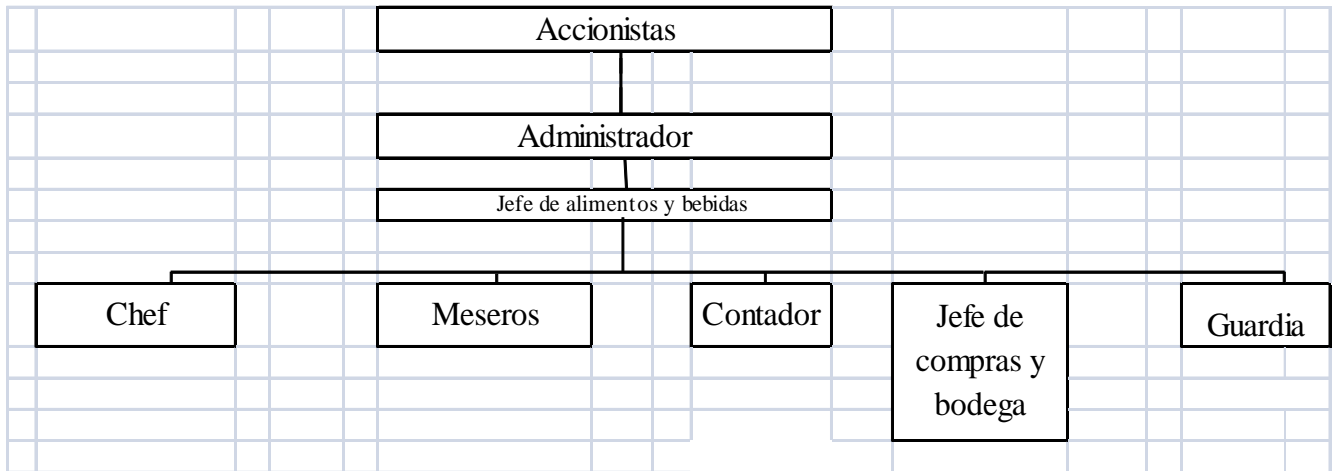 Accionistas
Administrador
Jefe de alimentos y bebidas
Chef
Meseros
Contador
Jefe de
compras y
bodega
Guardia